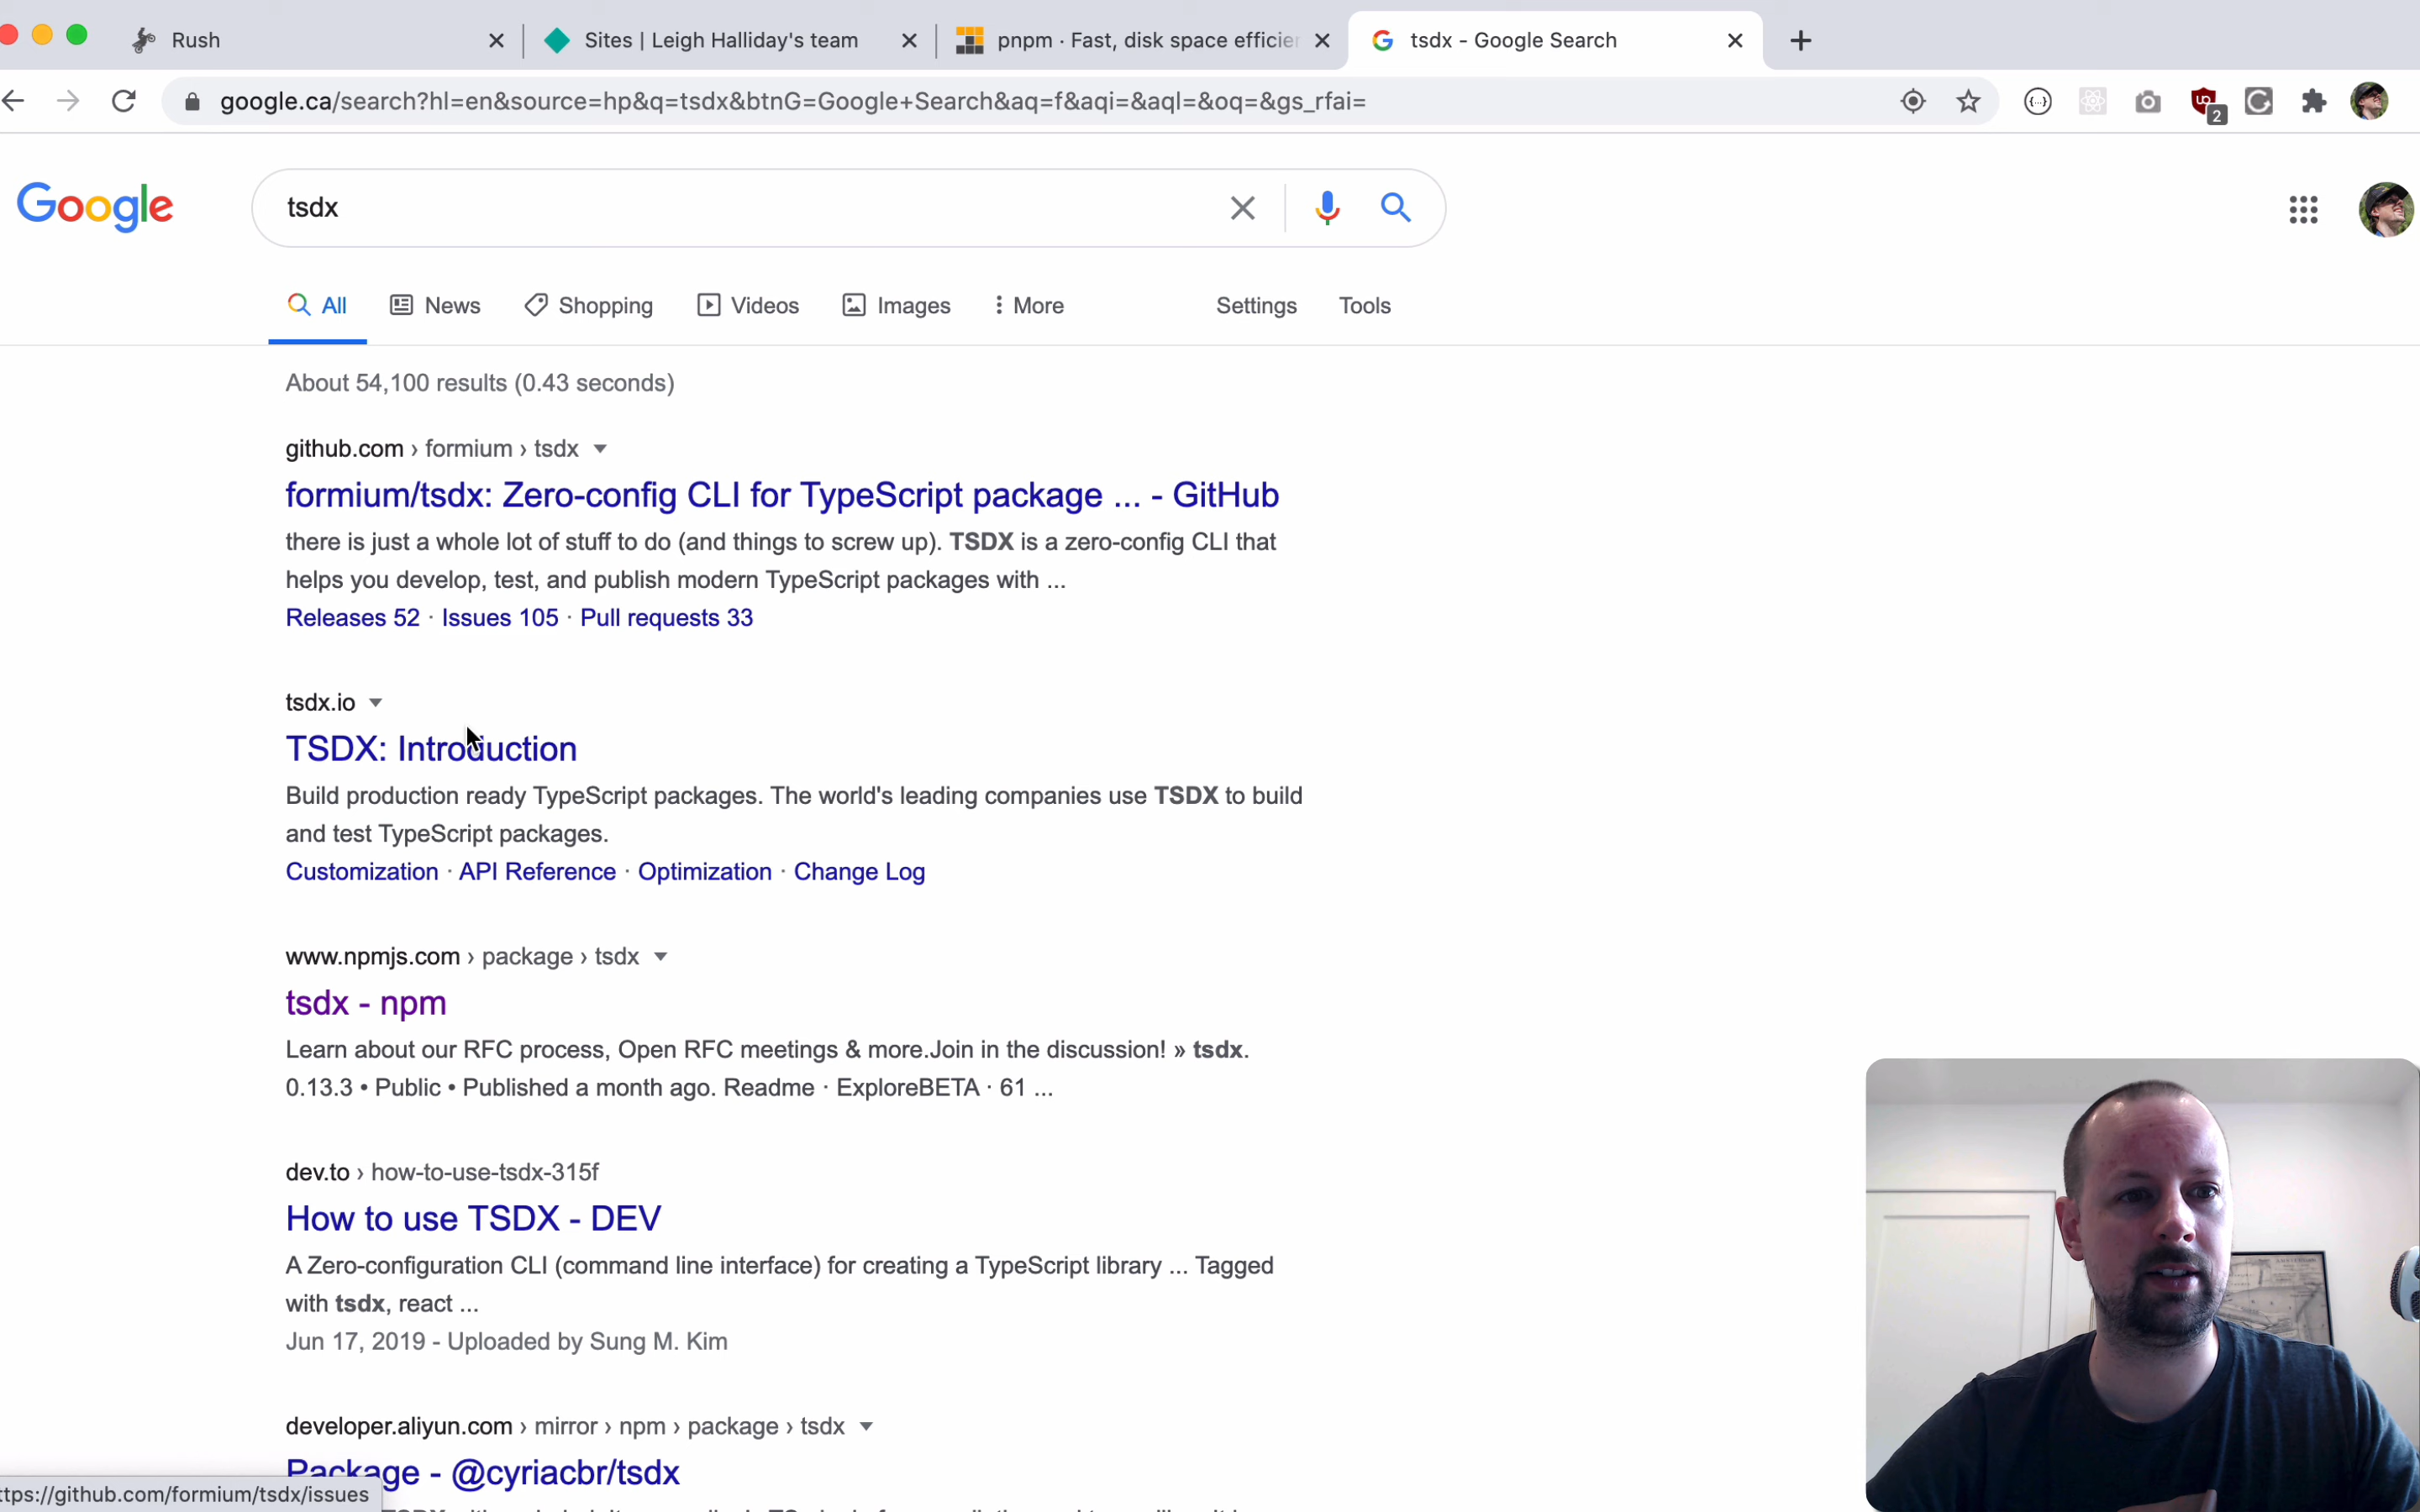 Rush
Sites | Leigh Halliday's team
pnpm · Fast, disk space efficier
tsdx - Google Search
google.ca/search?hl=en&source=hp&q=tsdx&btnG=Google+Search&aq=f&aqi=&aql=&oq=&gs_rfai=
2
Google
tsdx
All
News
Shopping
Videos
Images
More
Settings
Tools
About 54,100 results (0.43 seconds)
github.com › formium › tsdx
formium/tsdx: Zero-config CLI for TypeScript package ... - GitHub
there is just a whole lot of stuff to do (and things to screw up). TSDX is a zero-config CLI that
helps you develop, test, and publish modern TypeScript packages with ...
Releases 52 · Issues 105 · Pull requests 33
tsdx.io
TSDX: Introduction
Build production ready TypeScript packages. The world's leading companies use TSDX to build
and test TypeScript packages.
Customization · API Reference · Optimization · Change Log
www.npmjs.com › package › tsdx
tsdx - npm
Learn about our RFC process, Open RFC meetings & more.Join in the discussion! » tsdx.
0.13.3 • Public • Published a month ago. Readme · ExploreBETA · 61 ...
dev.to › how-to-use-tsdx-315f
How to use TSDX - DEV
A Zero-configuration CLI (command line interface) for creating a TypeScript library ... Tagged
with tsdx, react ...
Jun 17, 2019 - Uploaded by Sung M. Kim
developer.aliyun.com › mirror › npm › package › tsdx
Package - @cyriacbr/tsdx
ttps://github.com/formium/tsdx/issues